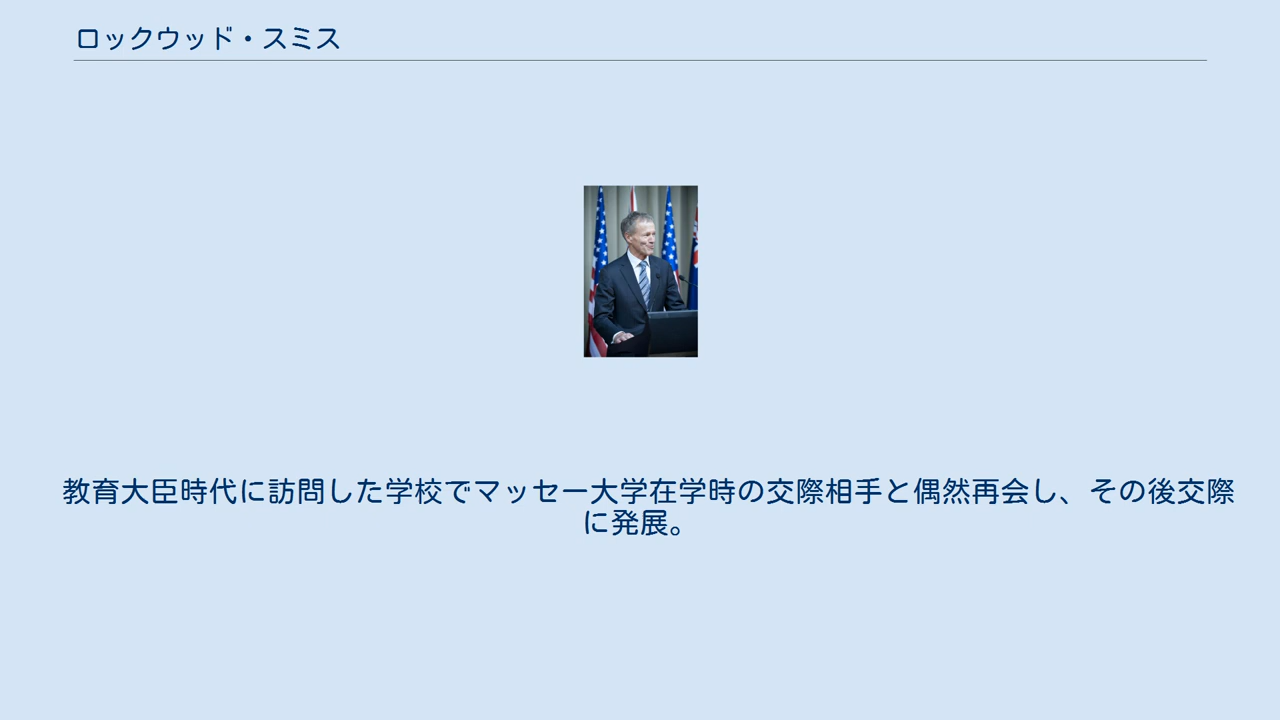 ロックウッド・スミス
教育大臣時代に訪問した学校でマッセー大学在学時の交際相手と偶然再会し、その後交際
に発展。